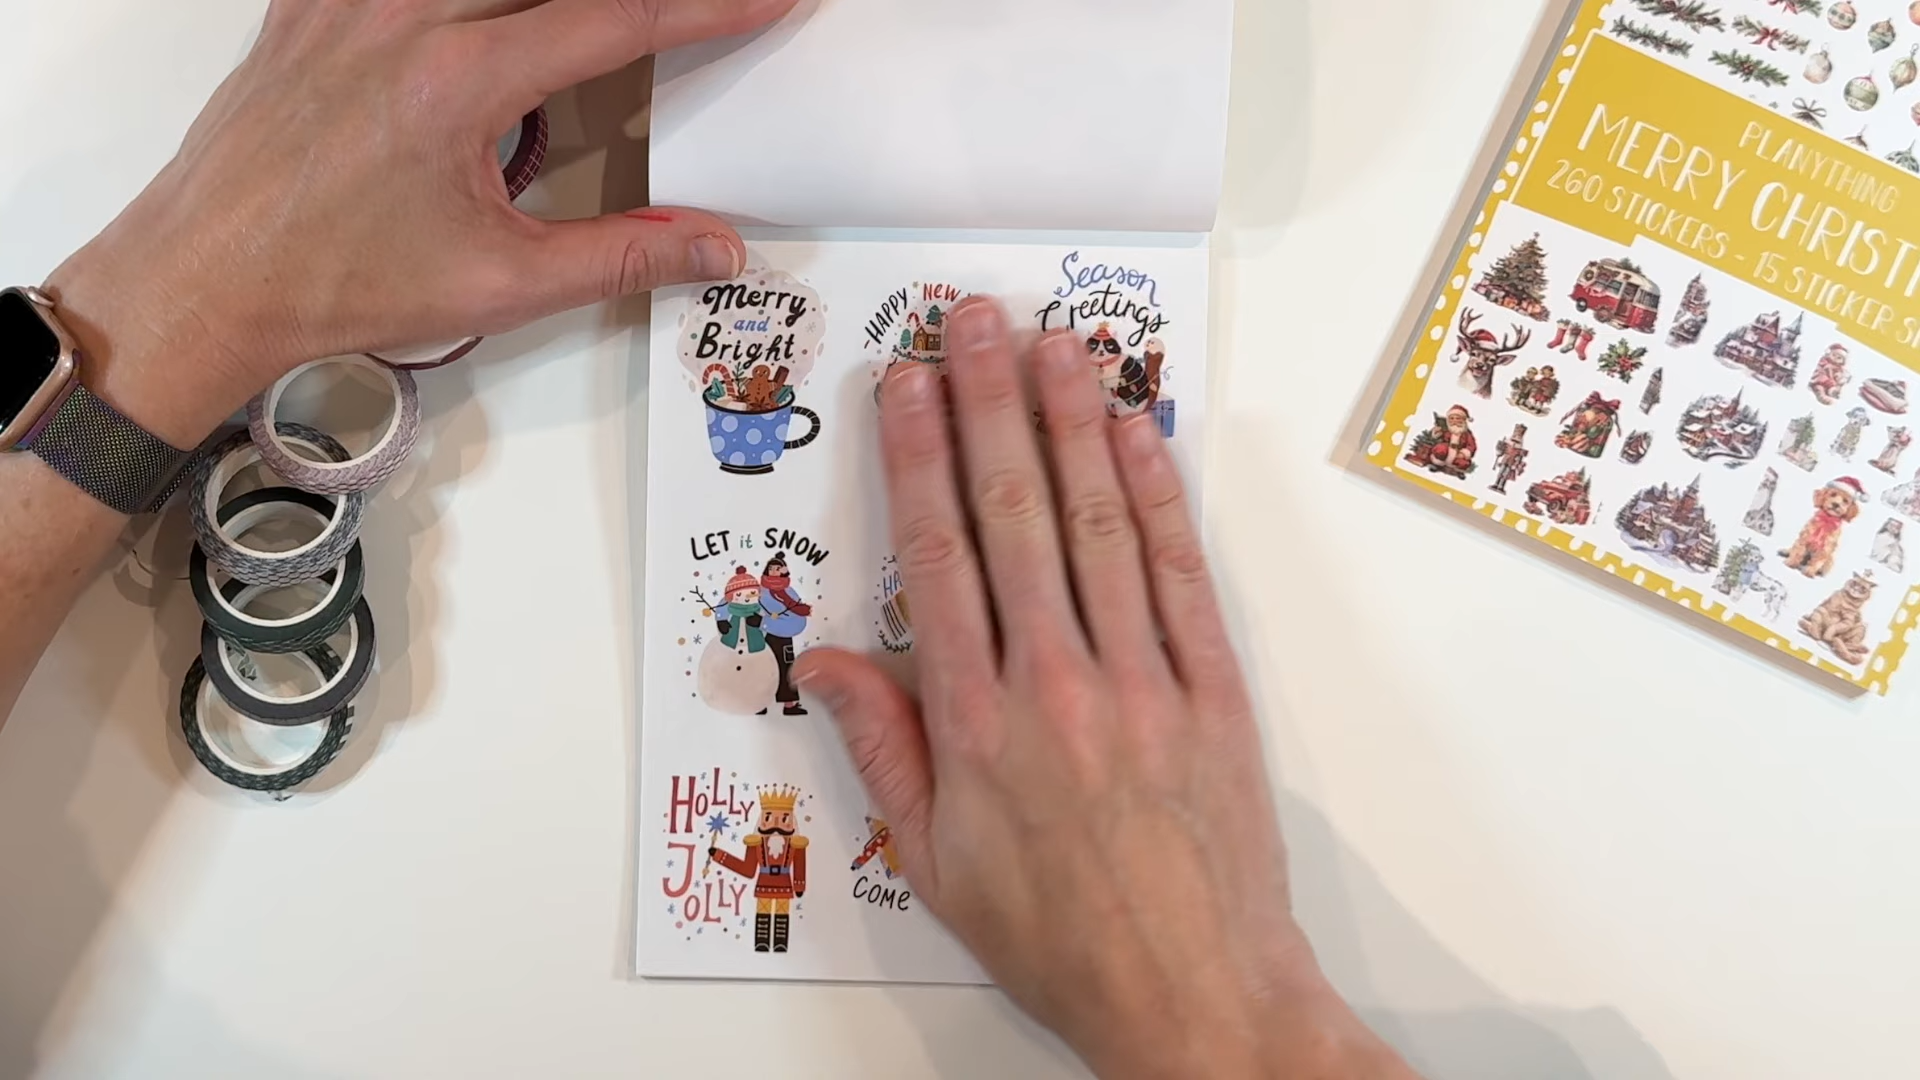 Merry
and
Bright
HAPPY NEW
Season
Greetings
LET it SNOW
HOLLY
JOLLY
COME
PLANYTHING
MERRY CHRIST
260 STICKERS - 15 STICKER S